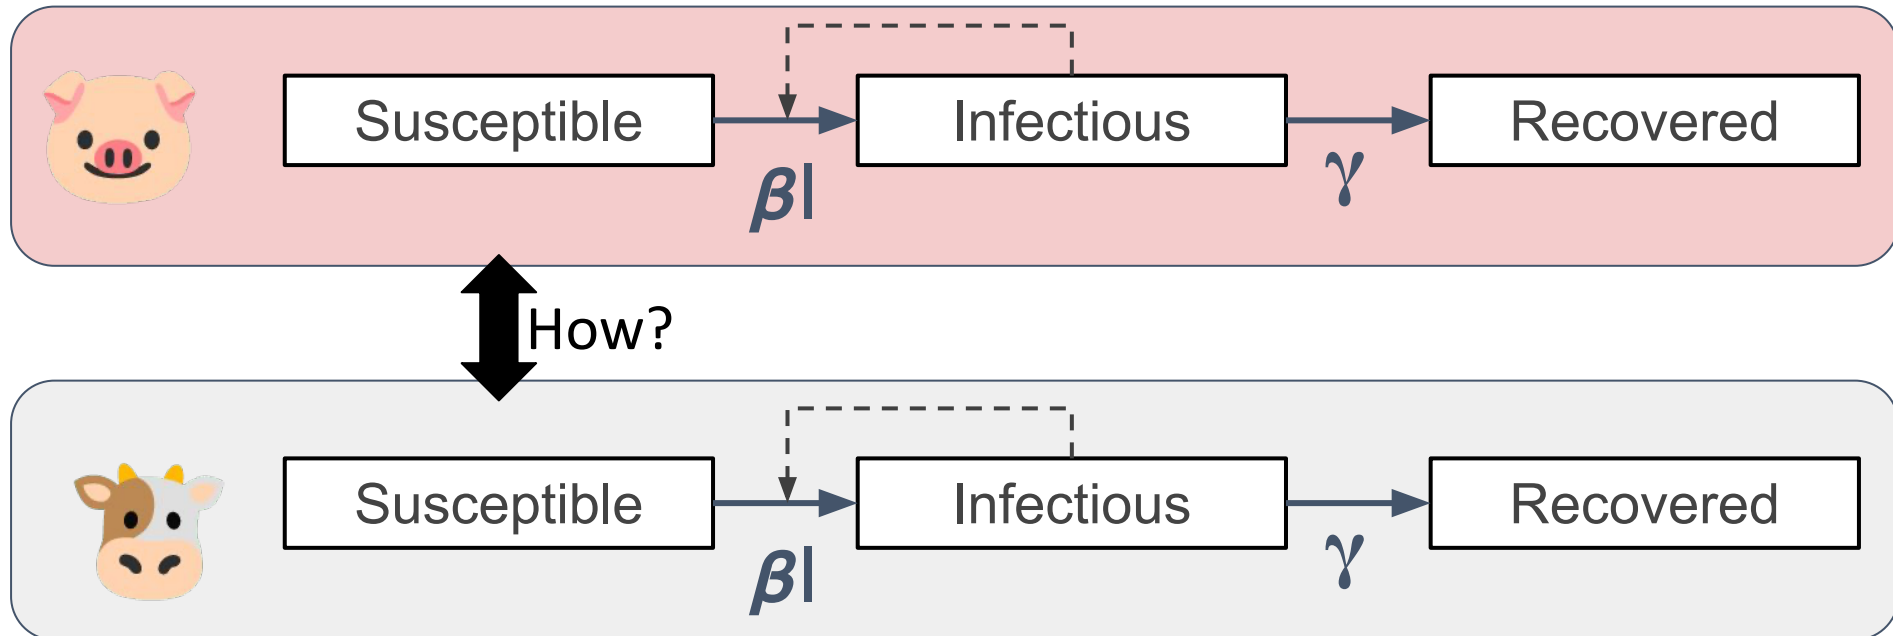 Susceptible
Infectious
Recovered
βI
γ
How?
Susceptible
Infectious
Recovered
βI
γ